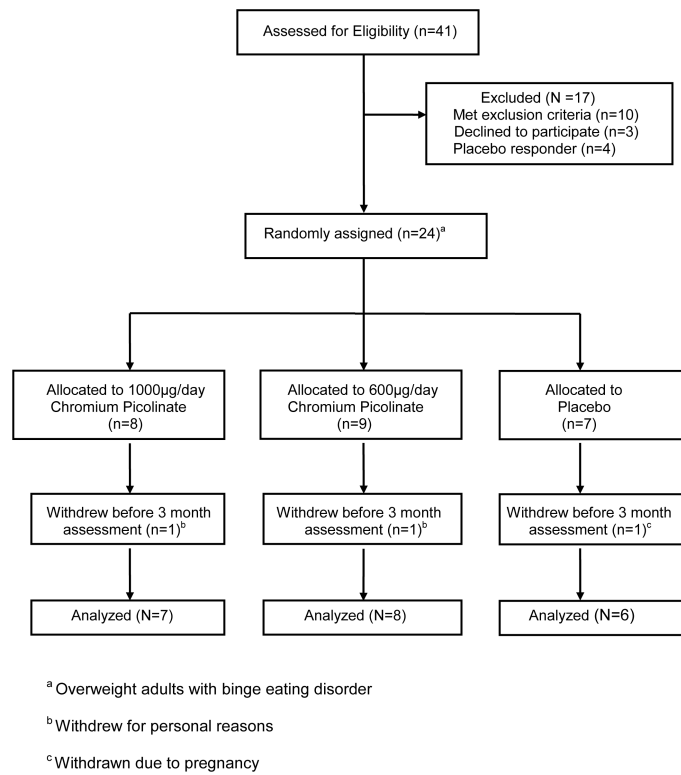 Assessed for Eligibility (n=41)
Excluded (N =17)
Met exclusion criteria (n=10)
Declined to participate (n=3)
Placebo responder (n=4)
Randomly assigned (n=24)a
Allocated to 1000µg/day
Chromium Picolinate
(n=8)
Allocated to 600µg/day
Chromium Picolinate
(n=9)
Allocated to
Placebo
(n=7)
Withdrew before 3 month
assessment (n=1)b
Withdrew before 3 month
assessment (n=1)b
Withdrew before 3 month
assessment (n=1)c
Analyzed (N=7)
Analyzed (N=8)
Analyzed (N=6)
a Overweight adults with binge eating disorder
b Withdrew for personal reasons
c Withdrawn due to pregnancy